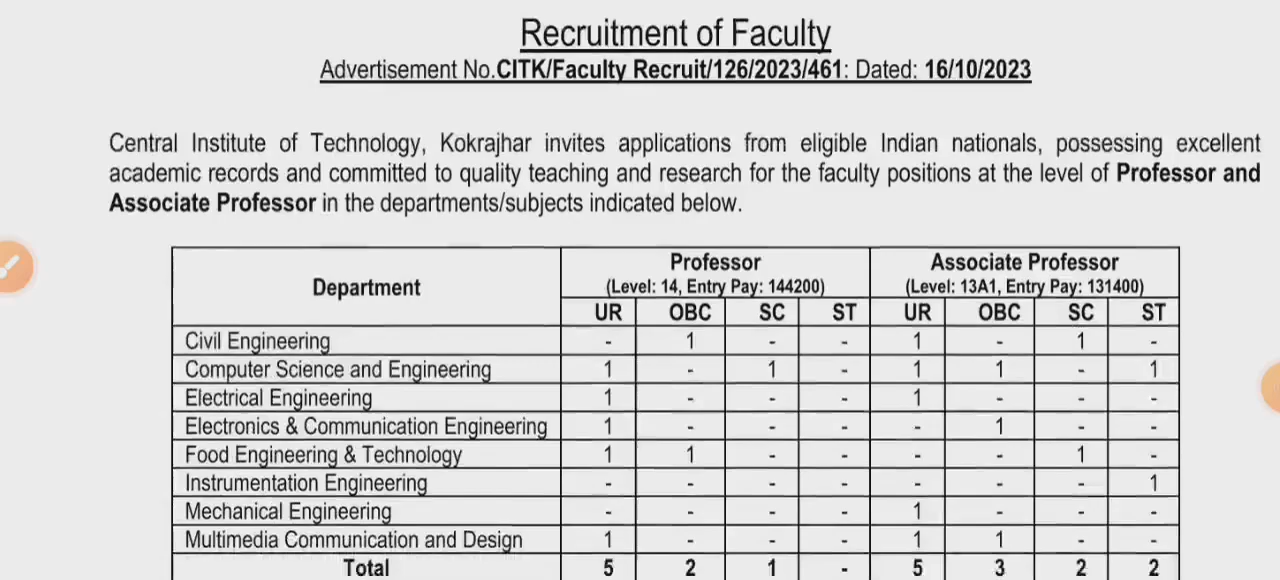 Recruitment of Faculty
Advertisement No.CITK/Faculty Recruit/126/2023/461: Dated: 16/10/2023
Central Institute of Technology, Kokrajhar invites applications from eligible Indian nationals, possessing excellent
academic records and committed to quality teaching and research for the faculty positions at the level of Professor and
Associate Professor in the departments/subjects indicated below.
Department Professor Associate Professor
(Level: 14, Entry Pay: 144200) (Level: 13A1, Entry Pay: 131400)
UR OBC SC ST UR OBC SC ST
Civil Engineering - 1 - - 1 - 1 -
Computer Science and Engineering 1 - 1 - 1 1 - 1
Electrical Engineering 1 - - - 1 - - -
Electronics & Communication Engineering 1 - - - - 1 - -
Food Engineering & Technology 1 1 - - - - 1 -
Instrumentation Engineering - - - - - - - 1
Mechanical Engineering - - - - 1 - - -
Multimedia Communication and Design 1 - - - 1 1 - -
Total 5 2 1 - 5 3 2 2